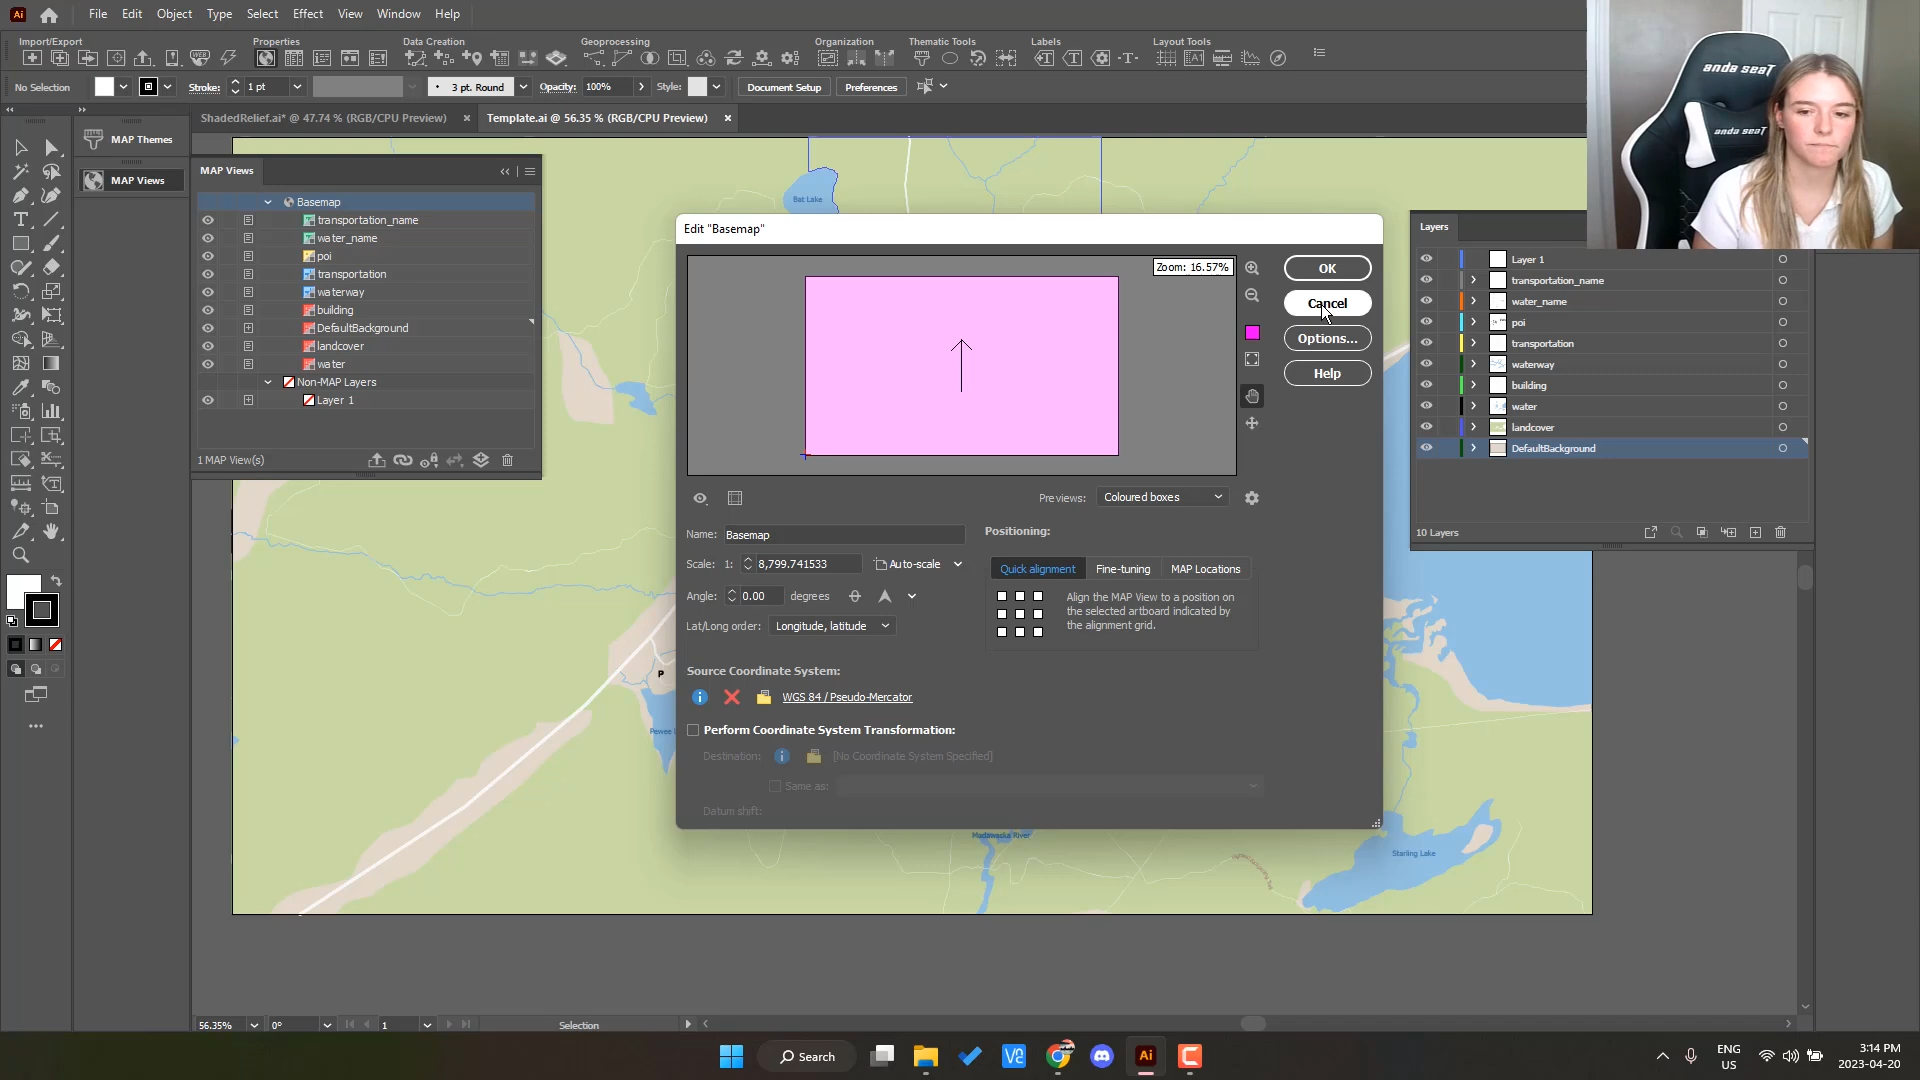 Ai File Edit Object Type Select Effect View Window Help
Import/Export Properties Data Creation Geoprocessing Organization Thematic Tools Labels Layout Tools
No Selection Stroke: 1 pt 3 pt. Round Opacity: 100% Style: Document Setup Preferences
ShadedRelief.ai* @ 47.74 % (RGB/CPU Preview) × Template.ai @ 56.35 % (RGB/CPU Preview) ×
MAP Themes
MAP Views
MAP Views
Basemap
transportation_name
water_name
poi
transportation
waterway
building
DefaultBackground
landcover
water
Non-MAP Layers
Layer 1
1 MAP View(s)
Bat Lake
Edit "Basemap"
Zoom: 16.57%
OK
Cancel
Options...
Help
Previews: Coloured boxes
Name: Basemap
Scale: 1: 8,799.741533 Auto-scale
Angle: 0.00 degrees
Lat/Long order: Longitude, latitude
Positioning:
Quick alignment Fine-tuning MAP Locations
Align the MAP View to a position on
the selected artboard indicated by
the alignment grid.
Source Coordinate System:
WGS 84 / Pseudo-Mercator
Perform Coordinate System Transformation:
Destination: [No Coordinate System Specified]
Same as:
Datum shift:
Layers
Layer 1
transportation_name
water_name
poi
transportation
waterway
building
water
landcover
DefaultBackground
10 Layers
anda seaT
anda seaT
P
Pewee
Madawaska River
Starling Lake
56.35% 0° 1 Selection
Search
Ai
ENG
US
3:14 PM
2023-04-20